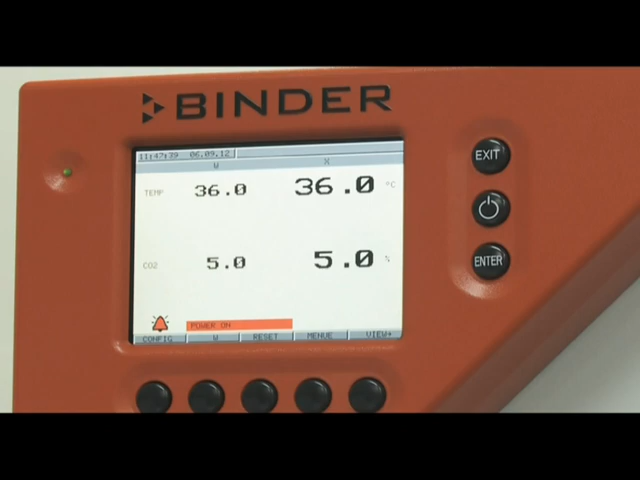 BINDER
11:47:39 06.09.12
W X
TEMP 36.0 36.0 °C
CO2 5.0 5.0 %
POWER ON
CONFIG W RESET MENUE VIEW+
EXIT
ENTER